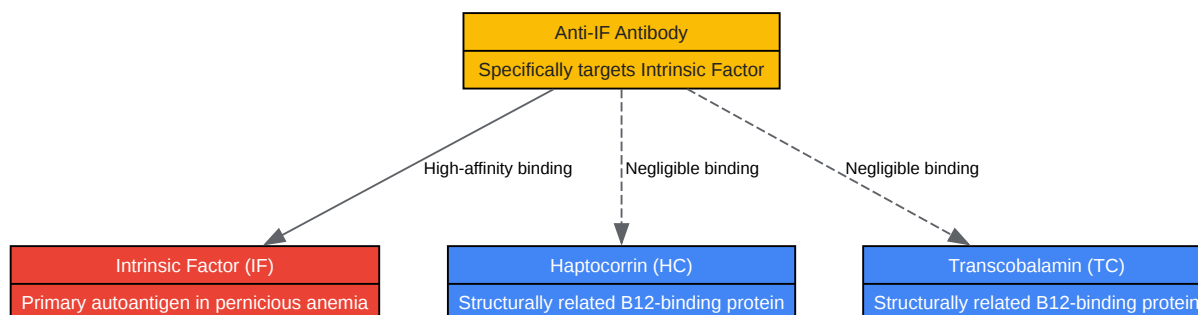 Anti-IF Antibody
Specifically targets Intrinsic Factor
High-affinity binding
Negligible binding
Negligible binding
Intrinsic Factor (IF)
Primary autoantigen in pernicious anemia
Haptocorrin (HC)
Structurally related B12-binding protein
Transcobalamin (TC)
Structurally related B12-binding protein